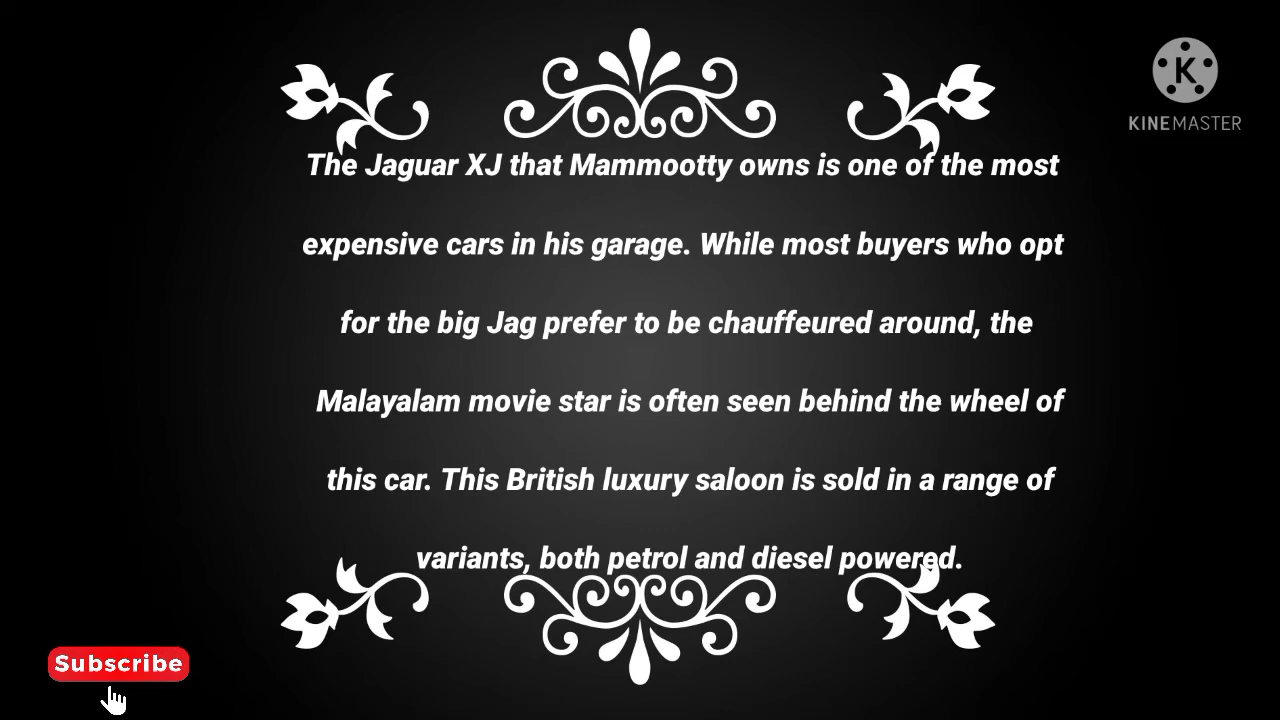 K
KINEMASTER
The Jaguar XJ that Mammootty owns is one of the most
expensive cars in his garage. While most buyers who opt
for the big Jag prefer to be chauffeured around, the
Malayalam movie star is often seen behind the wheel of
this car. This British luxury saloon is sold in a range of
variants, both petrol and diesel powered.
Subscribe